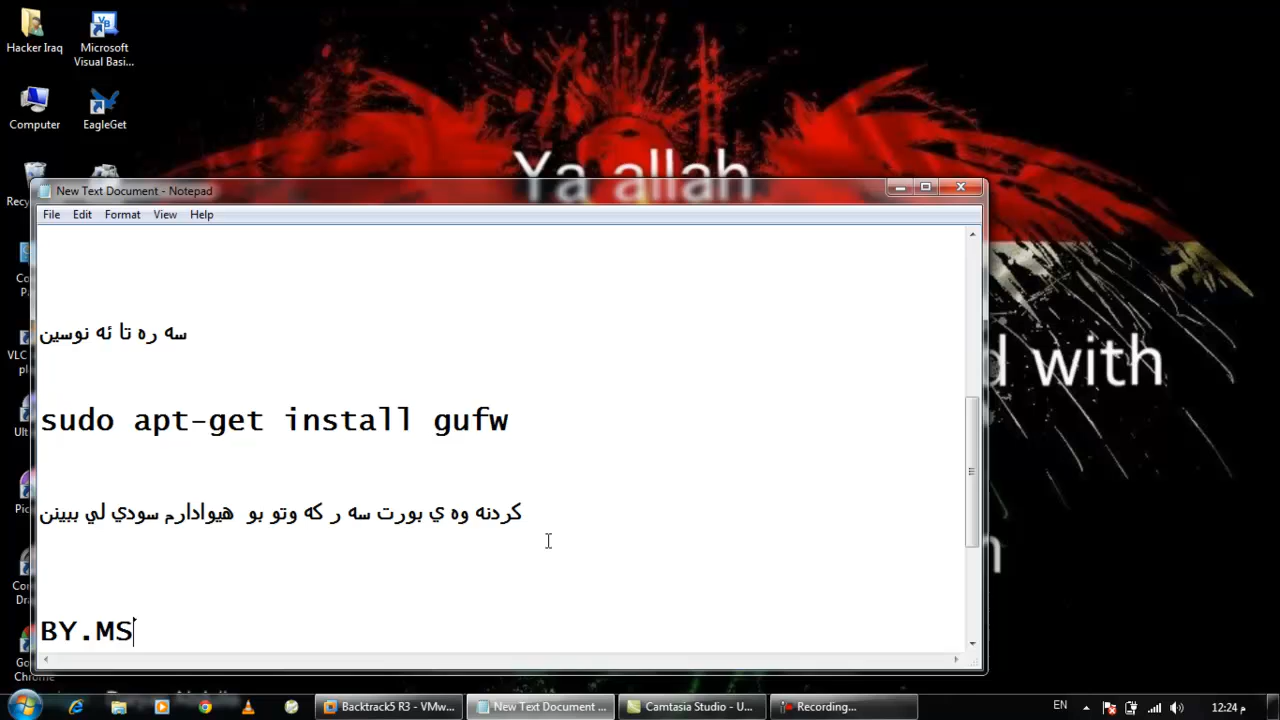 Hacker Iraq
Microsoft
Visual Basi...
Computer
EagleGet
Ya allah
New Text Document - Notepad
File Edit Format View Help
سه ره تا ئه نوسين
sudo apt-get install gufw
كردنه وه ي بورت سه ر كه وتو بو هيوادارم سودي لي ببينن
BY.MS
with
Chrome
Backtrack5 R3 - VMw...
New Text Document ...
Camtasia Studio - U...
Recording...
EN
12:24 م